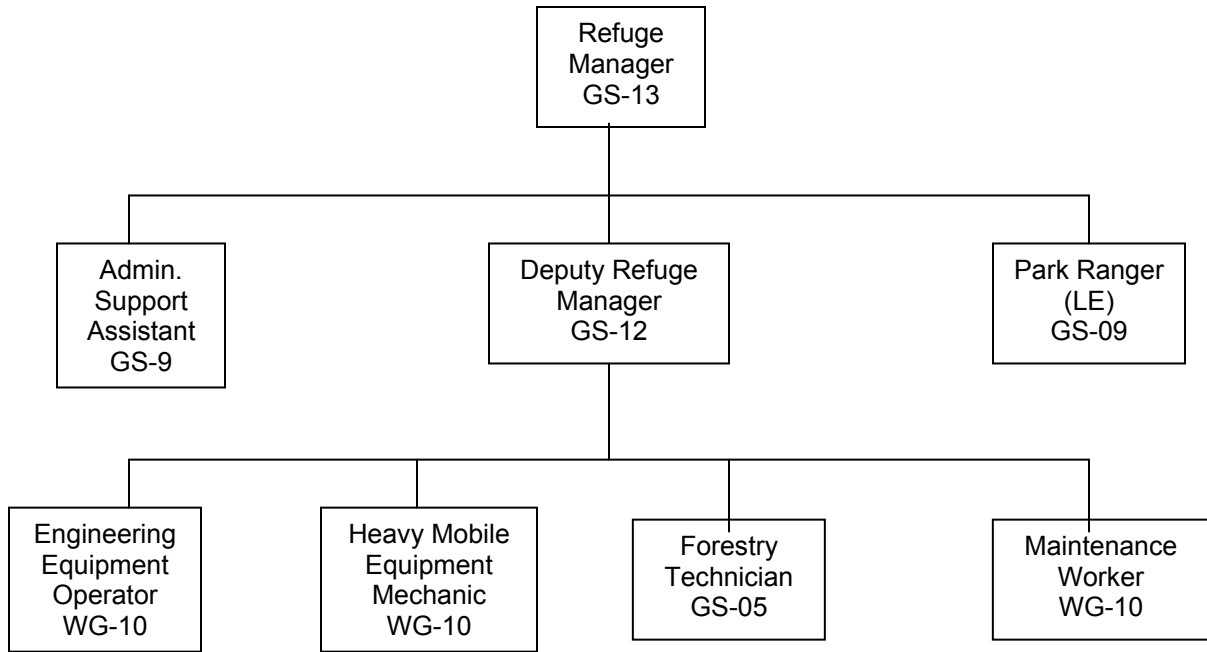 Refuge
Manager
GS-13
Admin.
Support
Assistant
GS-9
Deputy Refuge
Manager
GS-12
Park Ranger
(LE)
GS-09
Engineering
Equipment
Operator
WG-10
Heavy Mobile
Equipment
Mechanic
WG-10
Forestry
Technician
GS-05
Maintenance
Worker
WG-10